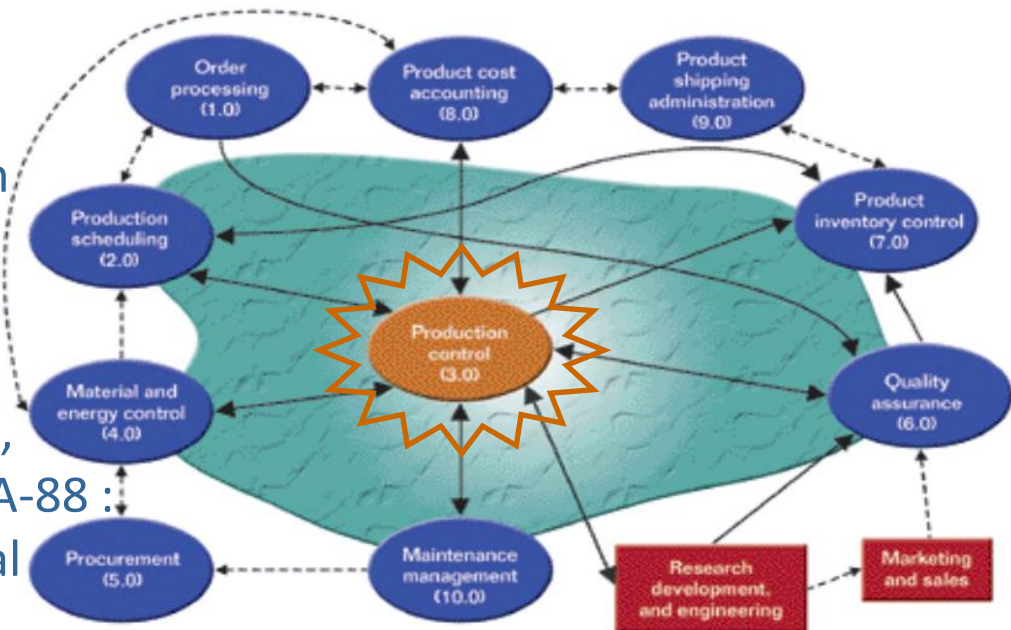 Order
processing
(1.0)
Product cost
accounting
(8.0)
Product
shipping
administration
(9.0)
Production
scheduling
(2.0)
Product
inventory control
(7.0)
Production
control
(3.0)
Material and
energy control
(4.0)
Quality
assurance
(6.0)
,
A-88 :
al
Procurement
(5.0)
Maintenance
management
(10.0)
Research
development,
and engineering
Marketing
and sales